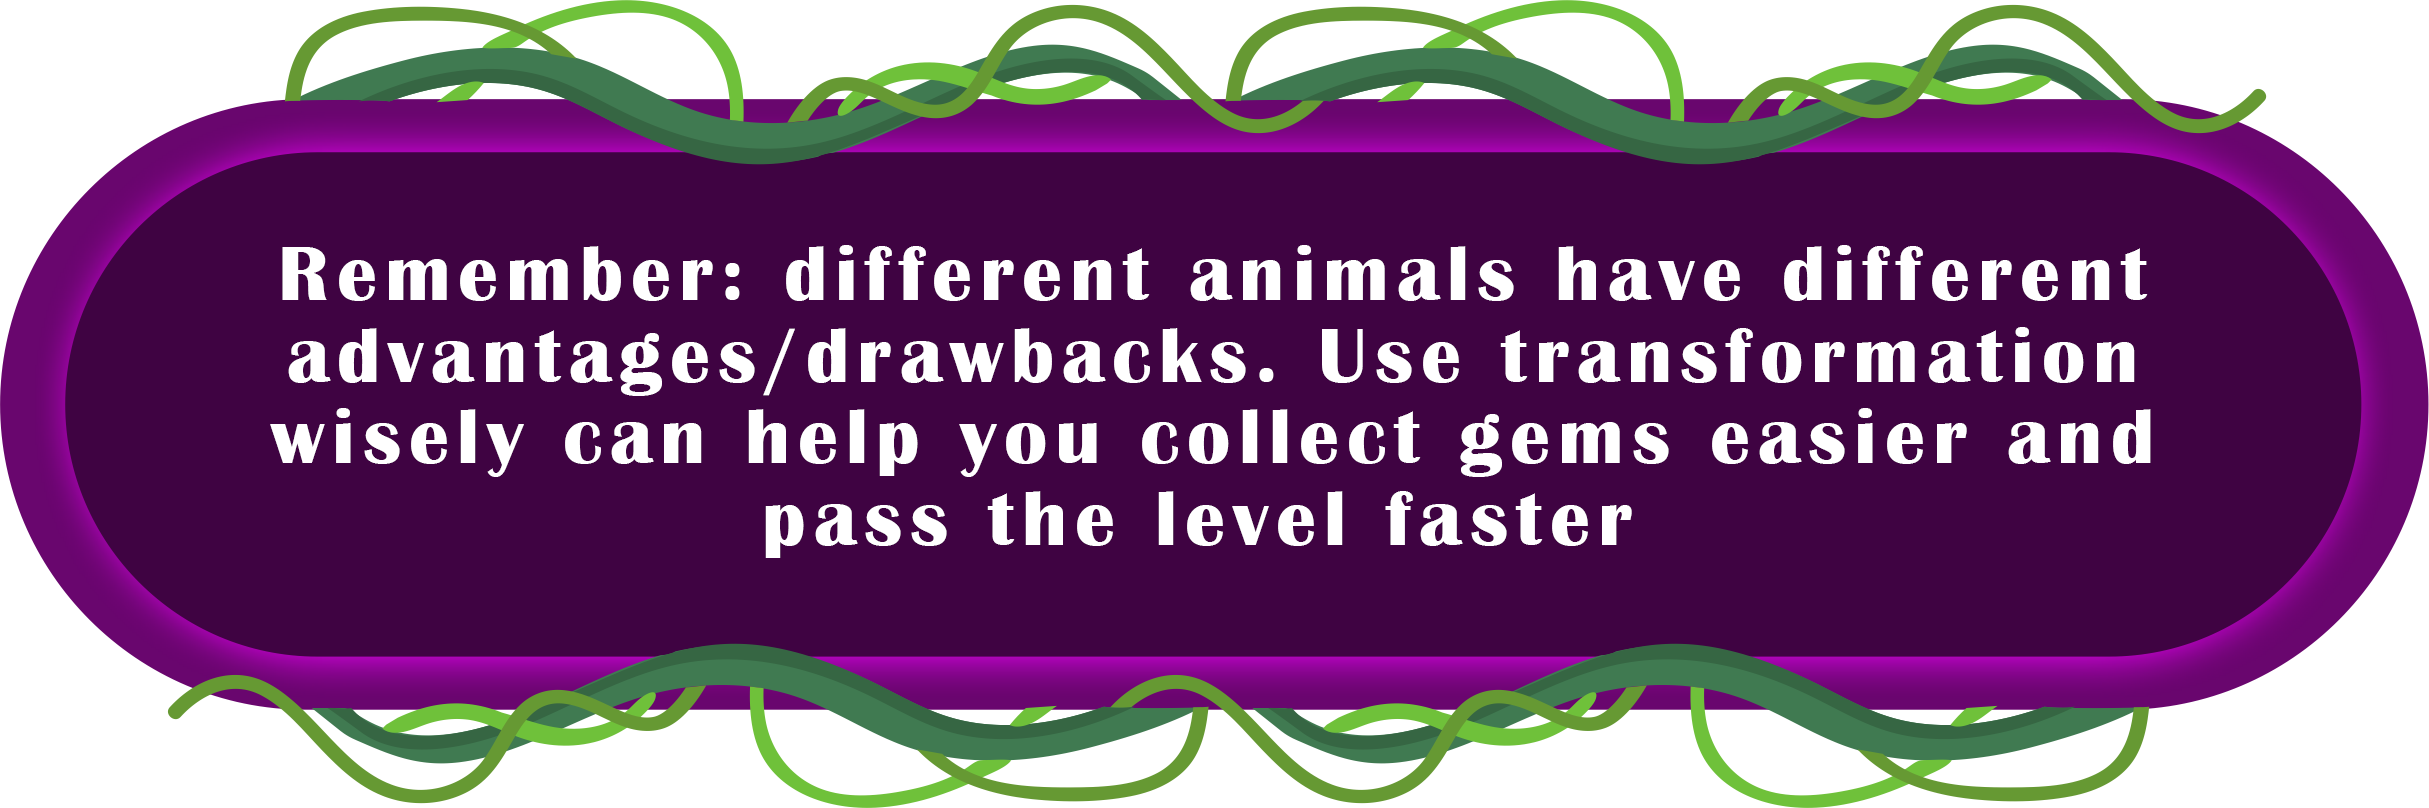 Remember: different animals have different
advantages/drawbacks. Use transformation
wisely can help you collect gems easier and
pass the level faster